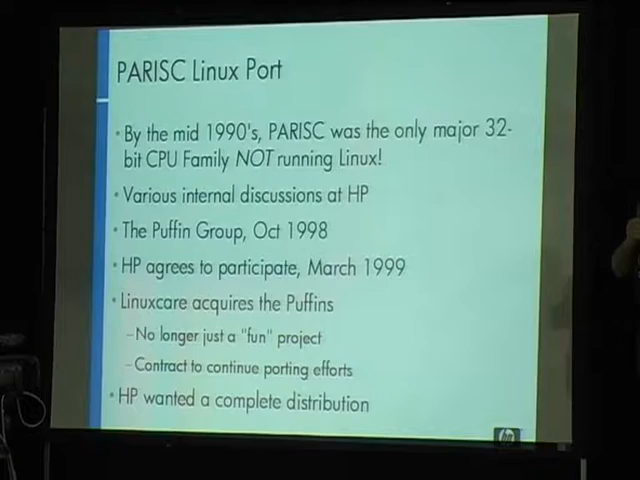 PARISC Linux Port
• By the mid 1990's, PARISC was the only major 32-
bit CPU Family NOT running Linux!
• Various internal discussions at HP
• The Puffin Group, Oct 1998
• HP agrees to participate, March 1999
• Linuxcare acquires the Puffins
– No longer just a "fun" project
– Contract to continue porting efforts
• HP wanted a complete distribution
hp